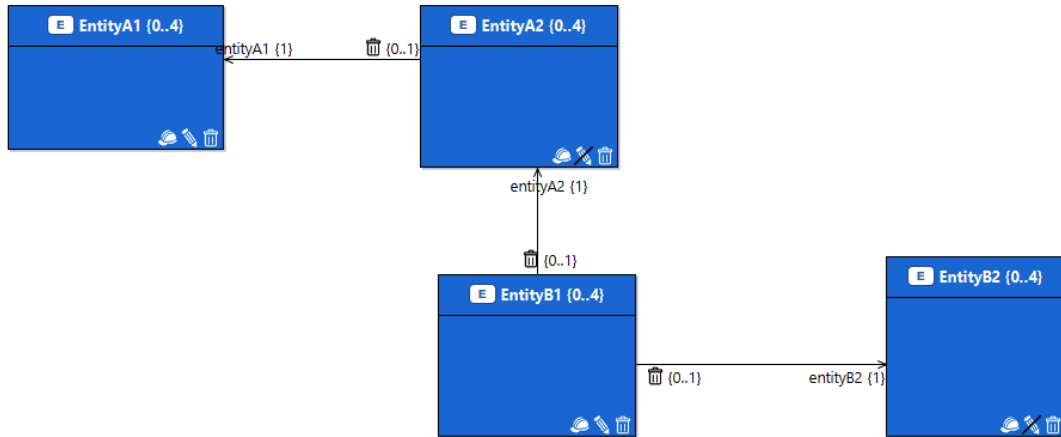 E EntityA1 {0..4}
E EntityA2 {0..4}
entityA1 {1}
{0..1}
entityA2 {1}
{0..1}
E EntityB1 {0..4}
E EntityB2 {0..4}
{0..1}
entityB2 {1}